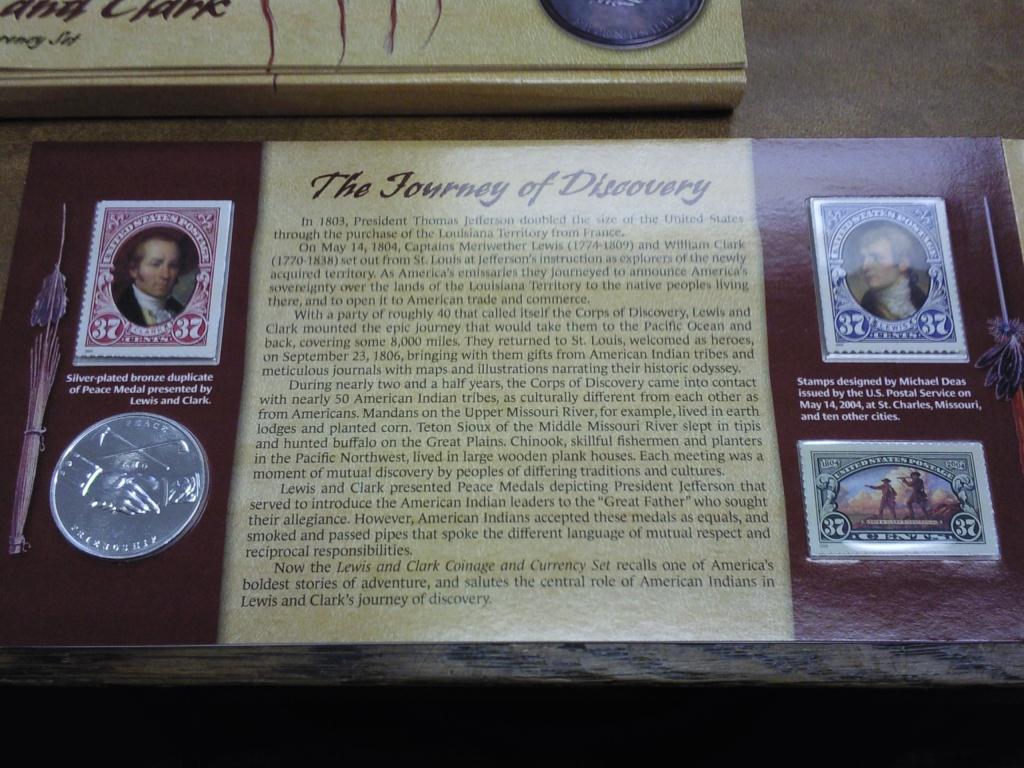 and Clark
rrency Set
The Journey of Discovery
In 1803, President Thomas Jefferson doubled the size of the United States
through the purchase of the Louisiana Territory from France.
On May 14, 1804, Captains Meriwether Lewis (1774-1809) and William Clark
(1770-1838) set out from St. Louis at Jefferson's instruction as explorers of the newly
acquired territory. As America's emissaries they journeyed to announce America's
sovereignty over the lands of the Louisiana Territory to the native peoples living
there, and to open it to American trade and commerce.
With a party of roughly 40 that called itself the Corps of Discovery, Lewis and
Clark mounted the epic journey that would take them to the Pacific Ocean and
back, covering some 8,000 miles. They returned to St. Louis, welcomed as heroes,
on September 23, 1806, bringing with them gifts from American Indian tribes and
meticulous journals with maps and illustrations narrating their historic odyssey.
During nearly two and a half years, the Corps of Discovery came into contact
with nearly 50 American Indian tribes, as culturally different from each other as
from Americans. Mandans on the Upper Missouri River, for example, lived in earth
lodges and planted corn. Teton Sioux of the Middle Missouri River slept in tipis
and hunted buffalo on the Great Plains. Chinook, skillful fishermen and planters
in the Pacific Northwest, lived in large wooden plank houses. Each meeting was a
moment of mutual discovery by peoples of differing traditions and cultures.
Lewis and Clark presented Peace Medals depicting President Jefferson that
served to introduce the American Indian leaders to the "Great Father" who sought
their allegiance. However, American Indians accepted these medals as equals, and
smoked and passed pipes that spoke the different language of mutual respect and
reciprocal responsibilities.
Now the Lewis and Clark Coinage and Currency Set recalls one of America's
boldest stories of adventure, and salutes the central role of American Indians in
Lewis and Clark's journey of discovery.
UNITED STATES POSTAGE
37 CLARK 37
CENTS
Silver-plated bronze duplicate
of Peace Medal presented by
Lewis and Clark.
PEACE
AND
FRIENDSHIP
UNITED STATES POSTAGE
37 LEWIS 37
CENTS
Stamps designed by Michael Deas
issued by the U.S. Postal Service on
May 14, 2004, at St. Charles, Missouri,
and ten other cities.
1804 2004
UNITED STATES POSTAGE
37 37
CENTS